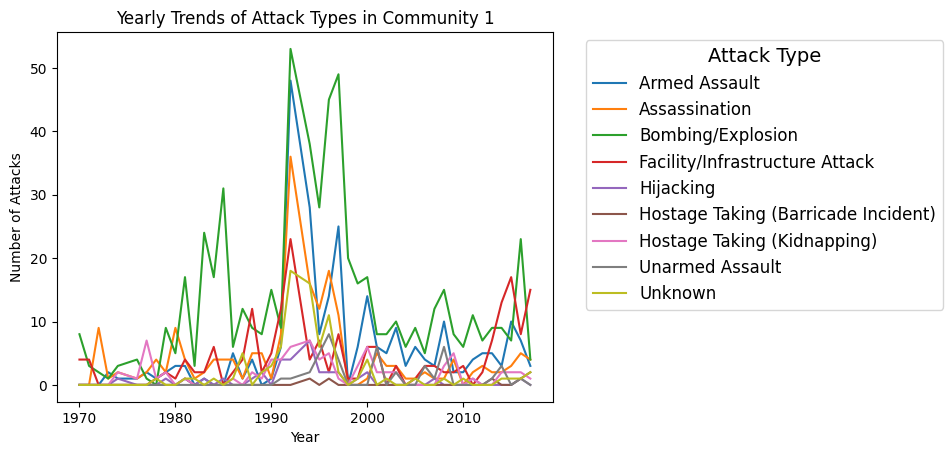 Yearly Trends of Attack Types in Community 1
Number of Attacks
50
40
30
20
10
0
1970
1980
1990
2000
2010
Year
Attack Type
Armed Assault
Assassination
Bombing/Explosion
Facility/Infrastructure Attack
Hijacking
Hostage Taking (Barricade Incident)
Hostage Taking (Kidnapping)
Unarmed Assault
Unknown